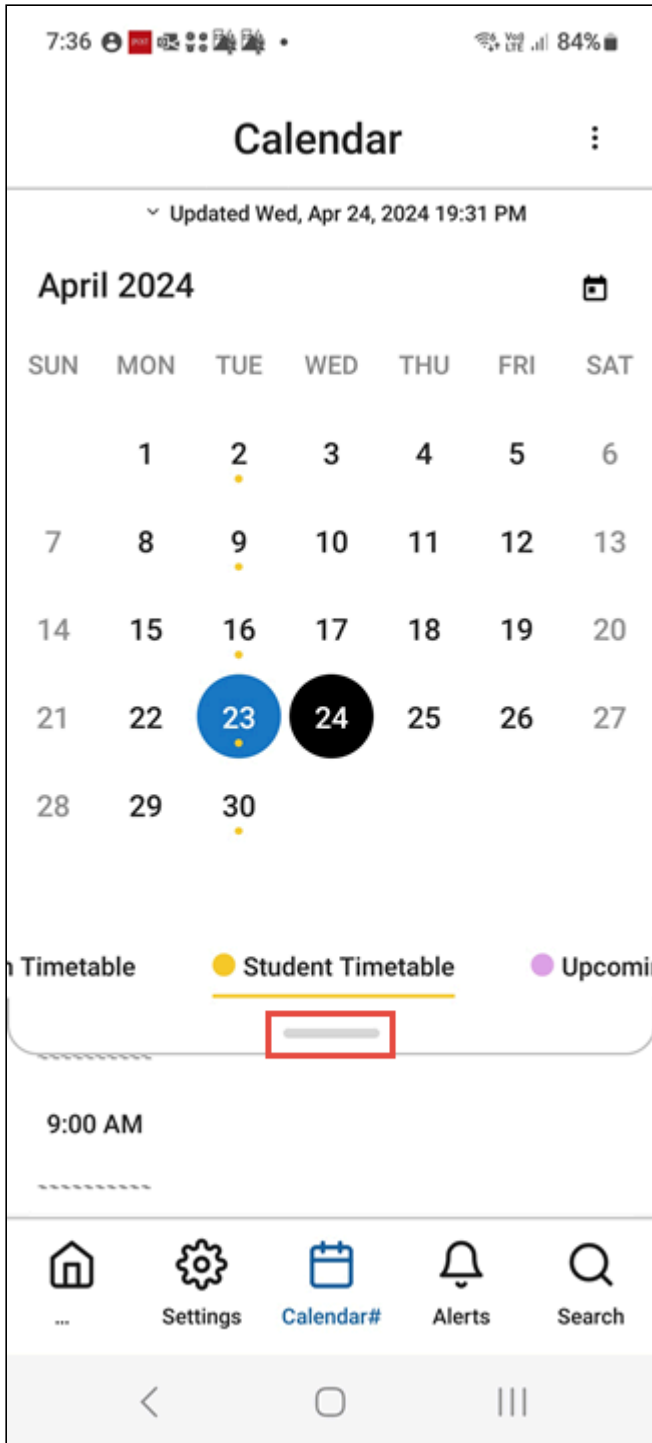 7:36 POST Vo) LTE 84%
Calendar
Updated Wed, Apr 24, 2024 19:31 PM
April 2024
SUN MON TUE WED THU FRI SAT
1 2 3 4 5 6
7 8 9 10 11 12 13
14 15 16 17 18 19 20
21 22 23 24 25 26 27
28 29 30
n Timetable Student Timetable Upcomi
9:00 AM
... Settings Calendar# Alerts Search